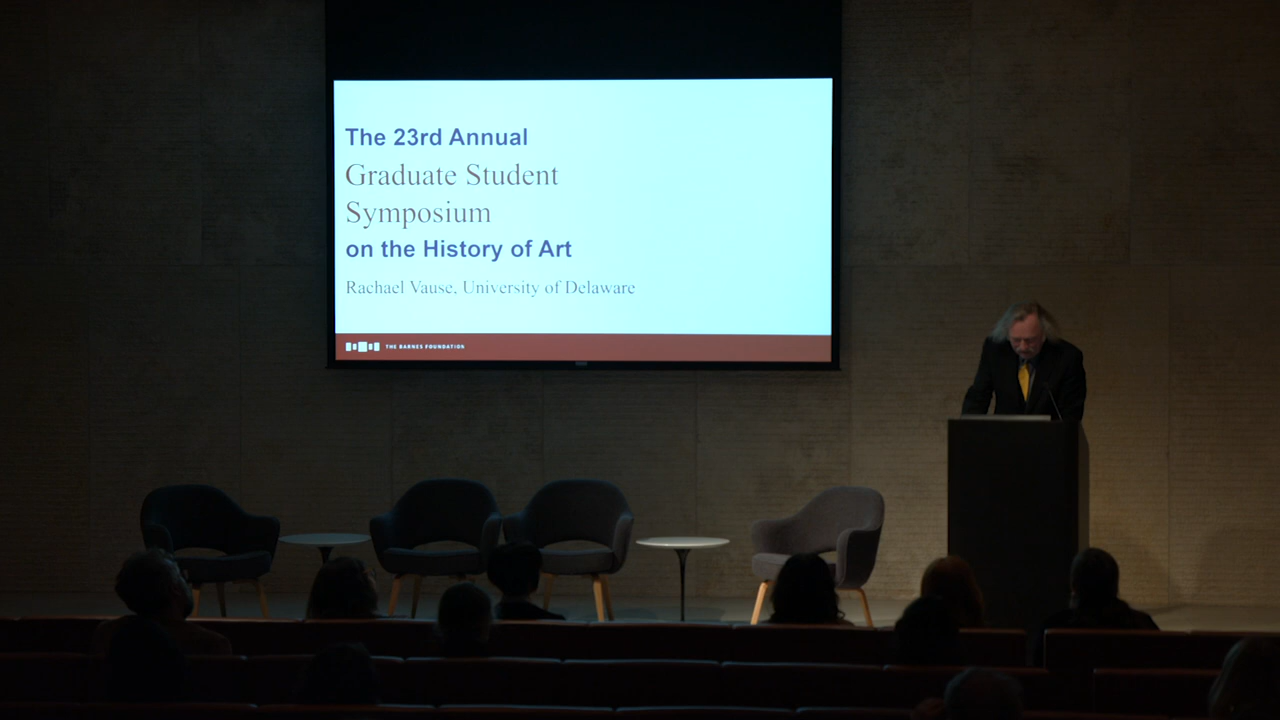 The 23rd Annual
Graduate Student
Symposium
on the History of Art
Rachael Vause, University of Delaware
THE BARNES FOUNDATION